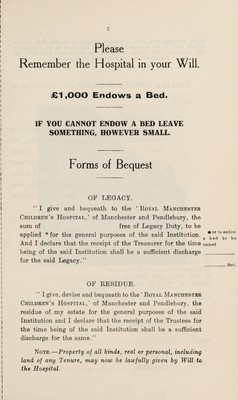 7
Please
Remember the Hospital in your Will.
£1,000 Endows a Bed.
IF YOU CANNOT ENDOW A BED LEAVE
SOMETHING, HOWEVER SMALL.
Forms of Bequest
OF LEGACY.
"I give and bequeath to the 'Royal Manchester
Children's Hospital,' of Manchester and Pendlebury, the
sum of free of Legacy Duty, to be
applied * for the general purposes of the said Institution.
And I declare that the receipt of the Treasurer for the time
being of the said Institution shall be a sufficient discharge
for the said Legacy."
* or to endow
a bed to be
named
Bed.
OF RESIDUE.
"I give, devise and bequeath to the 'Royal Manchester
Children's Hospital,' of Manchester and Pendlebury, the
residue of my estate for the general purposes of the said
Institution and I declare that the receipt of the Trustees for
the time being of the said Institution shall be a sufficient
discharge for the same."
Note.—Property of all kinds, real or personal, including
land of any Tenure, may now be lawfully given by Will to
the Hospital.